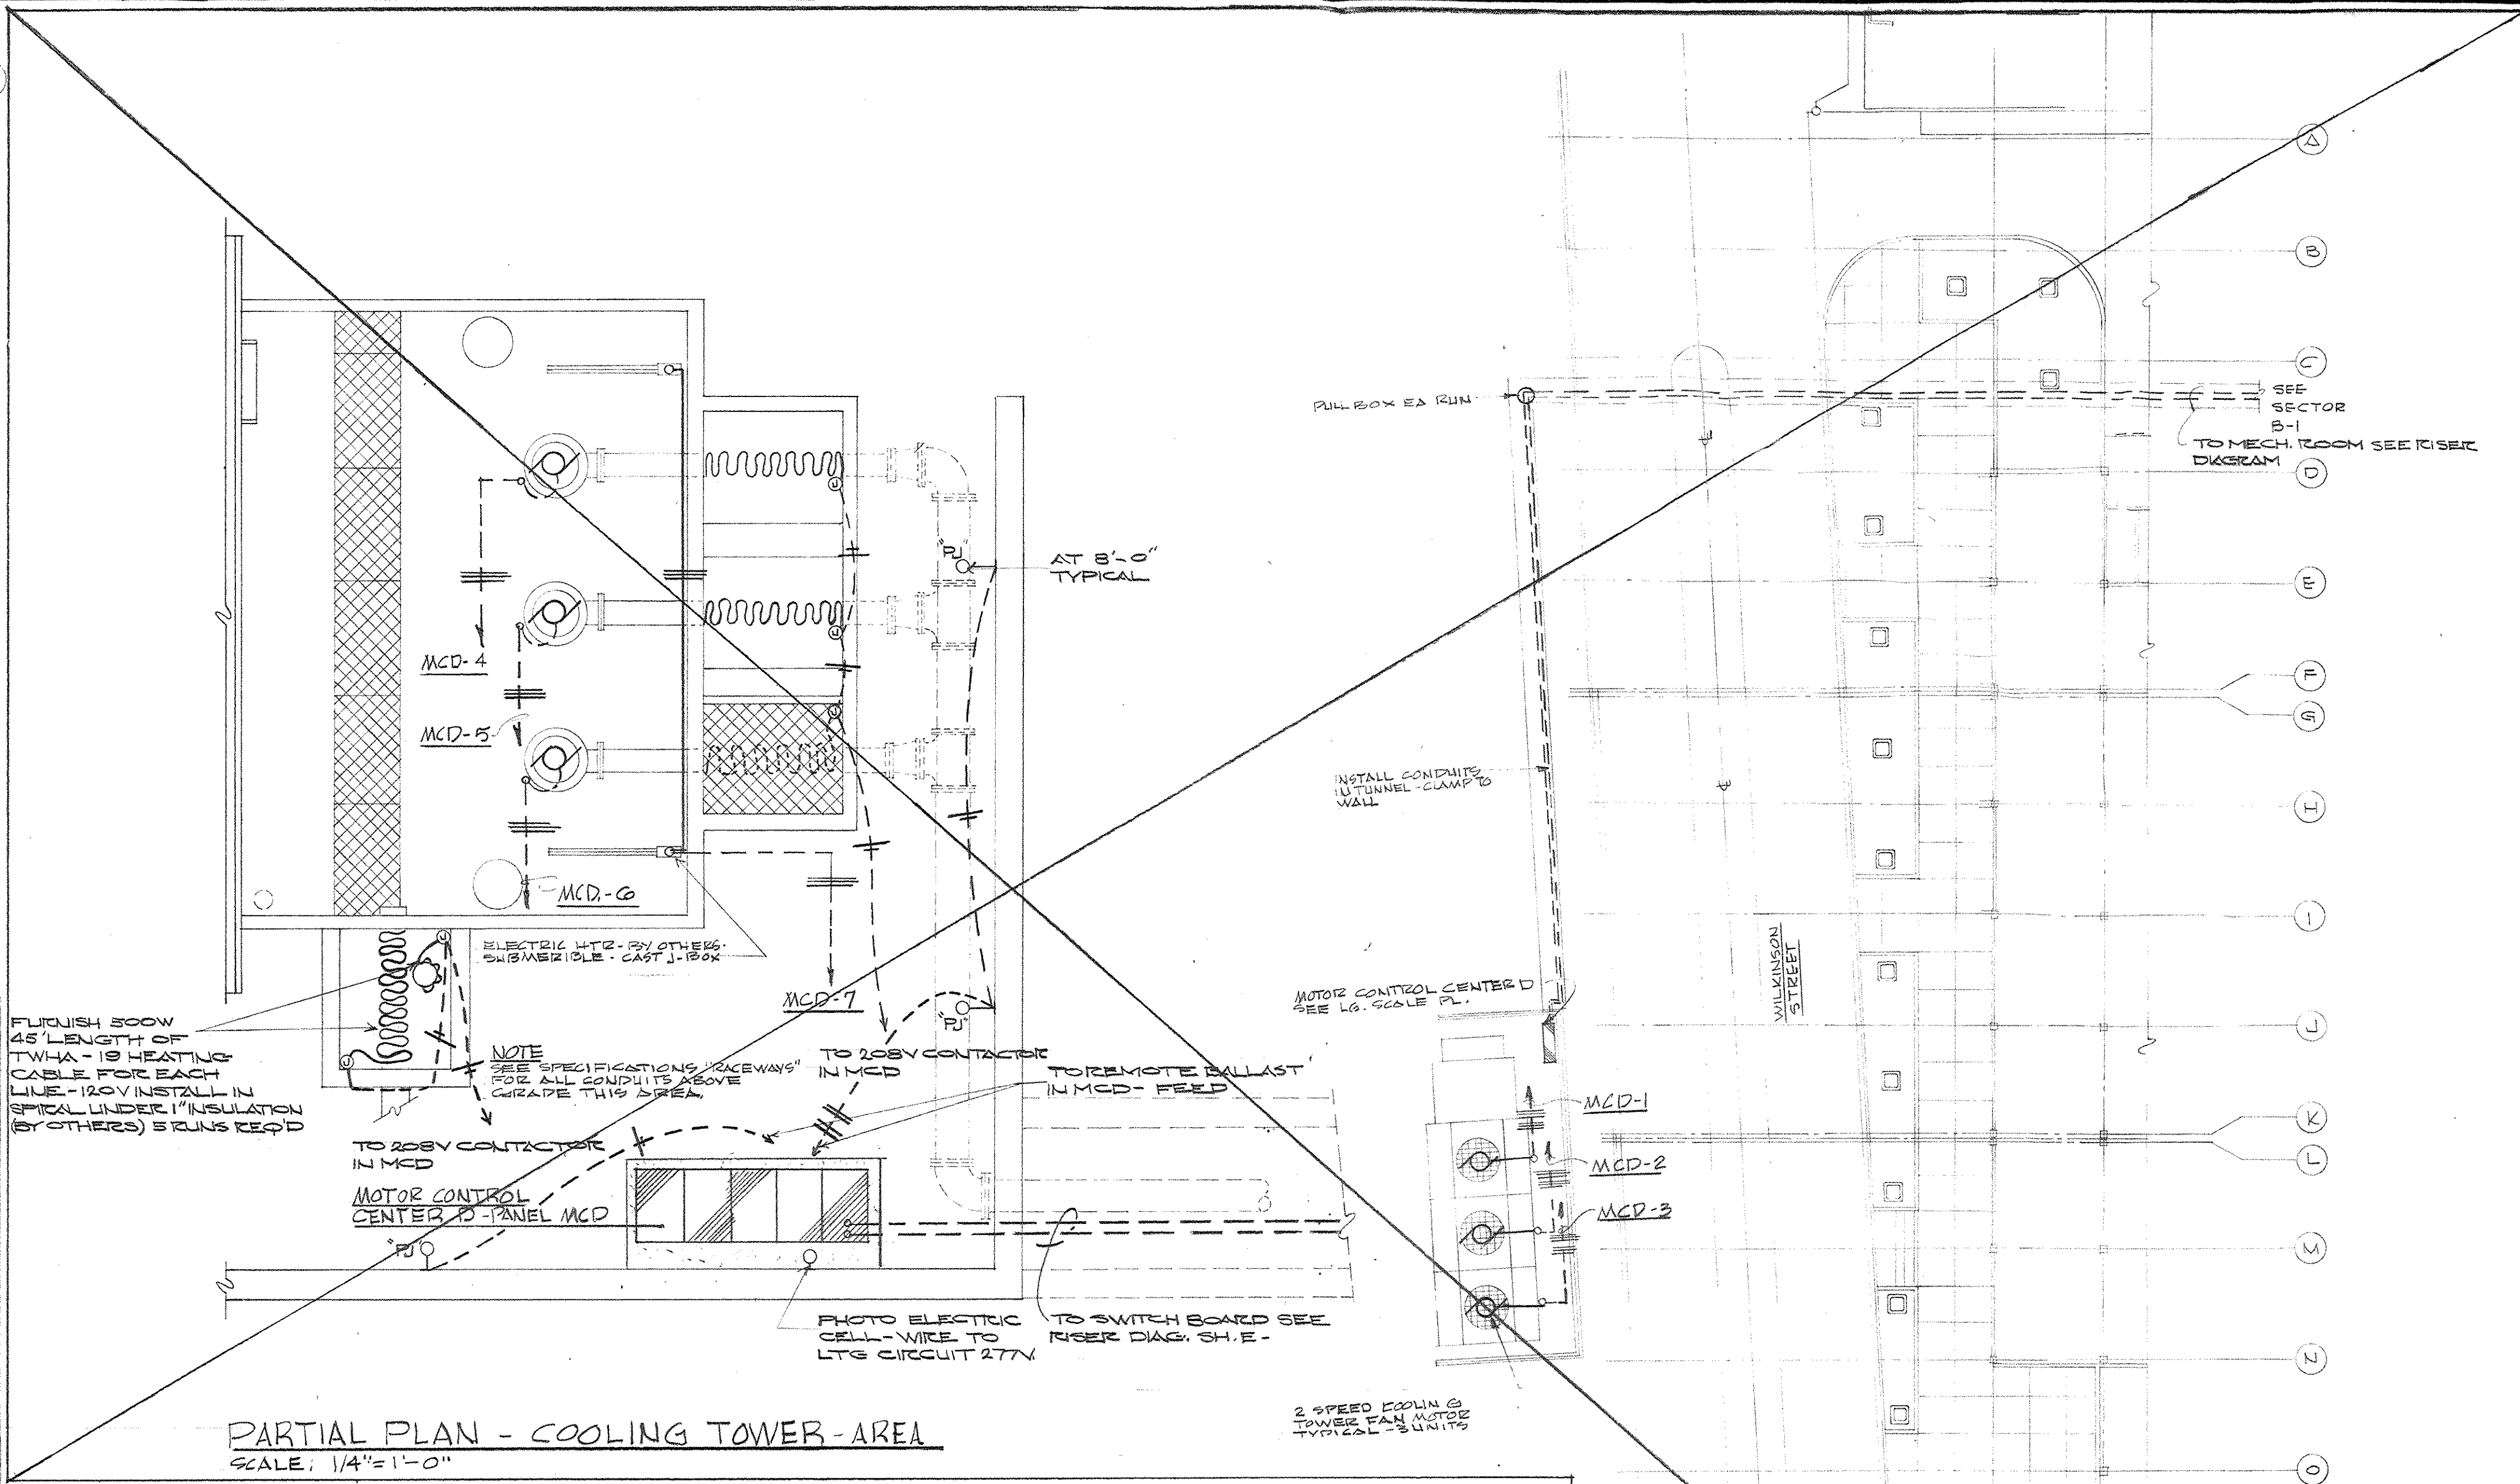 A
B
C
PULL BOX EA RUN
SEE
SECTOR
B-1
TO MECH. ROOM SEE RISER
DIAGRAM
D
"PJ"
AT 8'-0"
TYPICAL
E
MCD-4
F
G
MCD-5
INSTALL CONDUITS
IN TUNNEL - CLAMP TO
WALL
H
MCD-6
I
ELECTRIC HTR - BY OTHERS.
SUBMERIBLE - CAST J-BOX
WILKINSON
STREET
MCD-7
"PJ"
MOTOR CONTROL CENTER D
SEE LG. SCALE PL.
J
FURNISH 500W
45' LENGTH OF
TWHA - 19 HEATING
CABLE FOR EACH
LINE - 120V INSTALL IN
SPIRAL UNDER 1" INSULATION
(BY OTHERS) 5 RUNS REQ'D
NOTE
SEE SPECIFICATIONS "RACEWAYS"
FOR ALL CONDUITS ABOVE
GRADE THIS AREA.
TO 208V CONTACTOR
IN MCD
TO REMOTE BALLAST
IN MCD - FEED
MCD-1
K
TO 208V CONTACTOR
IN MCD
MCD-2
L
MOTOR CONTROL
CENTER D - PANEL MCD
MCD-3
"PJ"
M
PHOTO ELECTRIC
CELL - WIRE TO
LTG CIRCUIT 277V.
TO SWITCH BOARD SEE
RISER DIAG. SH. E-
N
2 SPEED COOLING
TOWER FAN MOTOR
TYPICAL - 3 UNITS
PARTIAL PLAN - COOLING TOWER - AREA
SCALE: 1/4" = 1'-0"
O